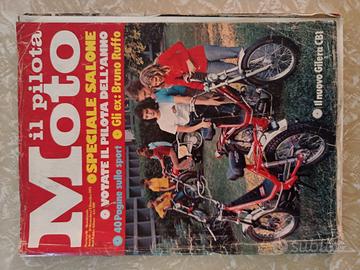 il pilota
Moto
SPECIALE SALONE
VOTATE IL PILOTA DELL'ANNO
Gli ex: Bruno Ruffo
40 Pagine sullo sport
Il nuovo Gilera CB1
subito